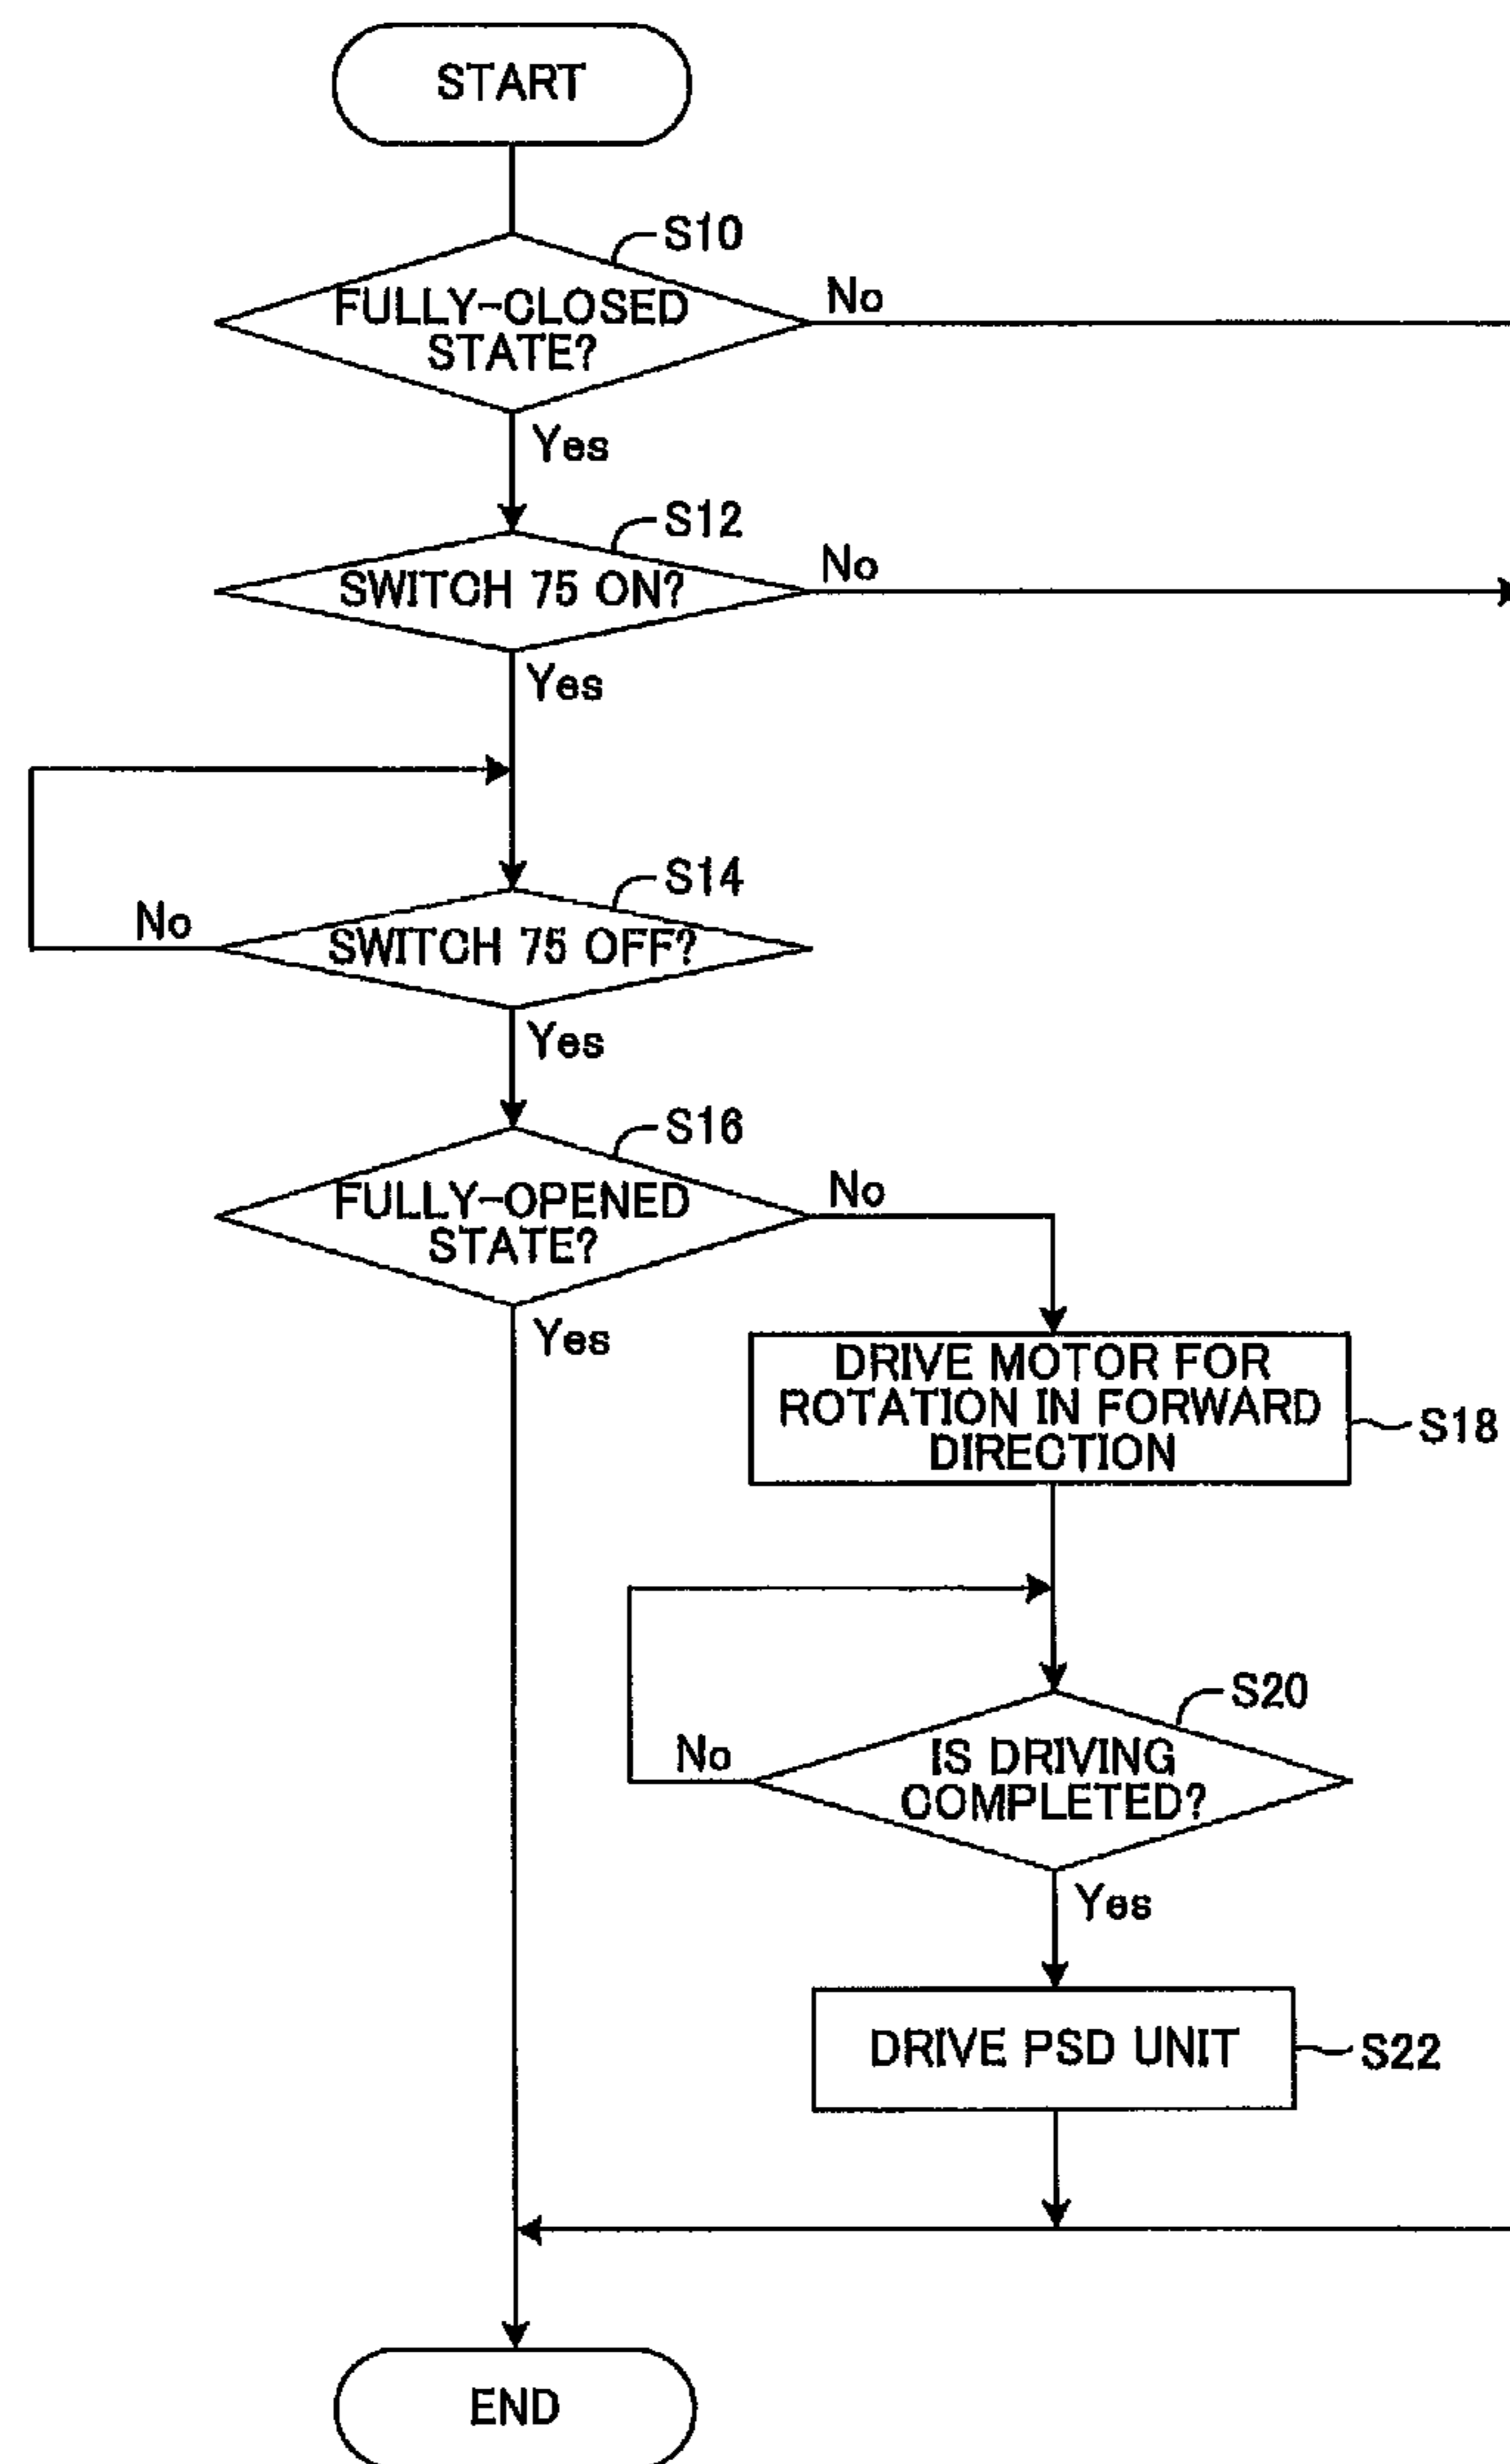 START
S10
FULLY-CLOSED
STATE?
No
Yes
S12
SWITCH 75 ON?
No
Yes
S14
SWITCH 75 OFF?
No
Yes
S16
FULLY-OPENED
STATE?
No
Yes
DRIVE MOTOR FOR
ROTATION IN FORWARD
DIRECTION
S18
S20
IS DRIVING
COMPLETED?
No
Yes
DRIVE PSD UNIT
S22
END